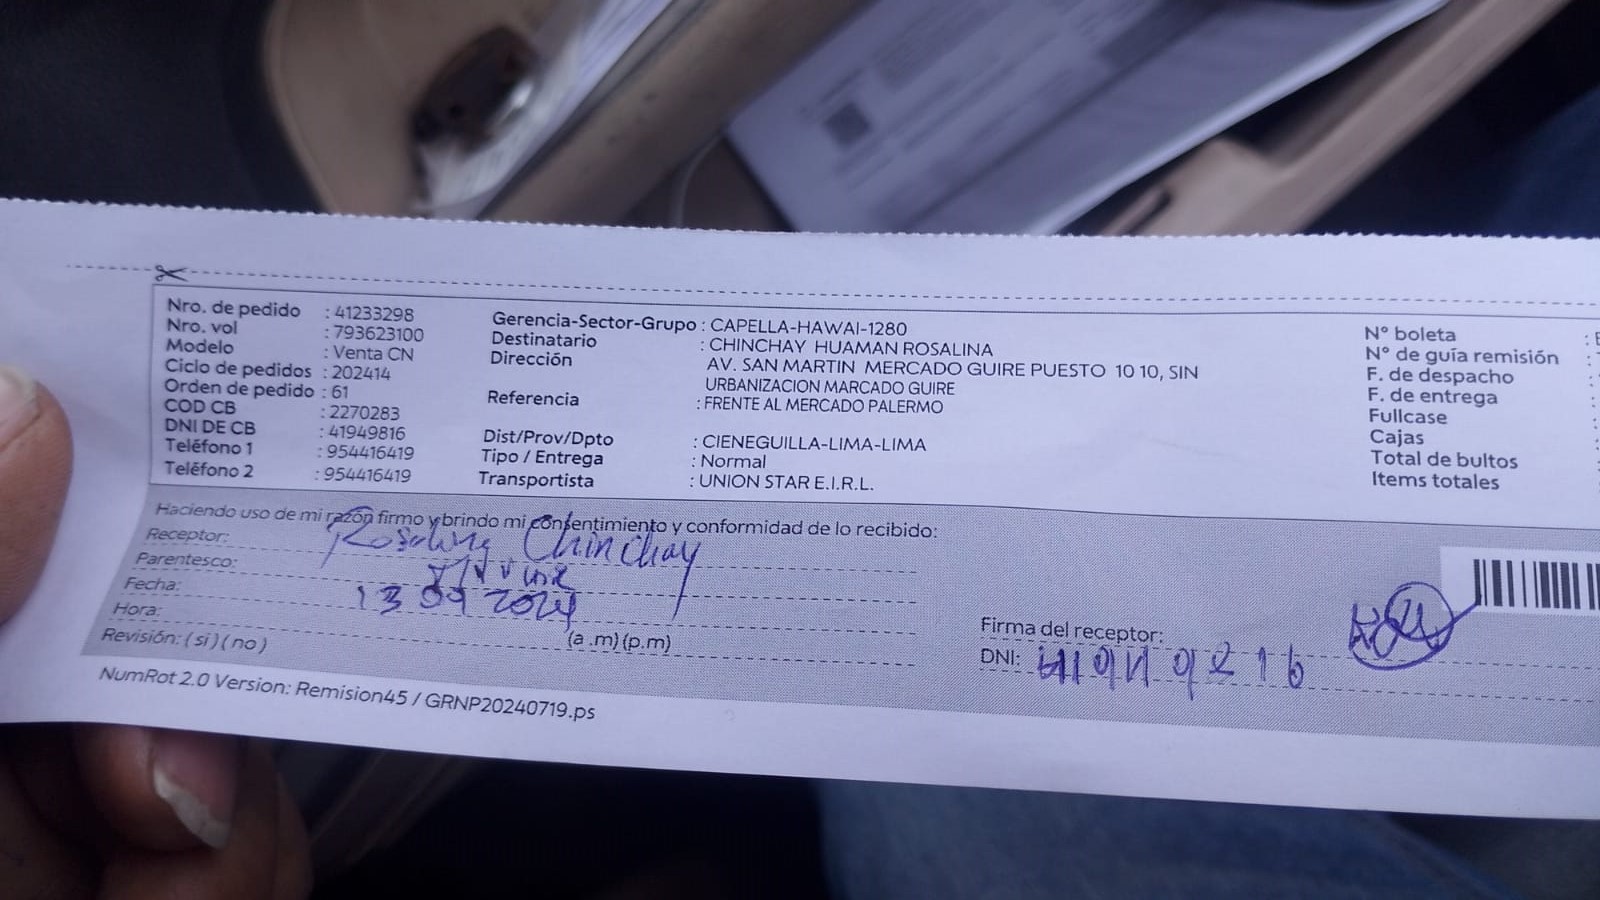 Nro. de pedido : 41233298
Nro. vol : 793623100
Modelo : Venta CN
Ciclo de pedidos : 202414
Orden de pedido : 61
COD CB : 2270283
DNI DE CB : 41949816
Teléfono 1 : 954416419
Teléfono 2 : 954416419
Gerencia-Sector-Grupo : CAPELLA-HAWAI-1280
Destinatario : CHINCHAY HUAMAN ROSALINA
Dirección AV. SAN MARTIN MERCADO GUIRE PUESTO 10 10, SIN
URBANIZACION MARCADO GUIRE
Referencia : FRENTE AL MERCADO PALERMO
Dist/Prov/Dpto : CIENEGUILLA-LIMA-LIMA
Tipo / Entrega : Normal
Transportista : UNION STAR E.I.R.L.
N° boleta :
N° de guía remisión :
F. de despacho :
F. de entrega :
Fullcase
Cajas
Total de bultos
Items totales
Haciendo uso de mi razón firmo y brindo mi consentimiento y conformidad de lo recibido:
Receptor: Rosalina Chinchay
Parentesco:
Fecha: 13 09 2024
Hora: (a .m) (p.m)
Revisión: ( si ) ( no )
Firma del receptor:
DNI:
NumRot 2.0 Version: Remision45 / GRNP20240719.ps